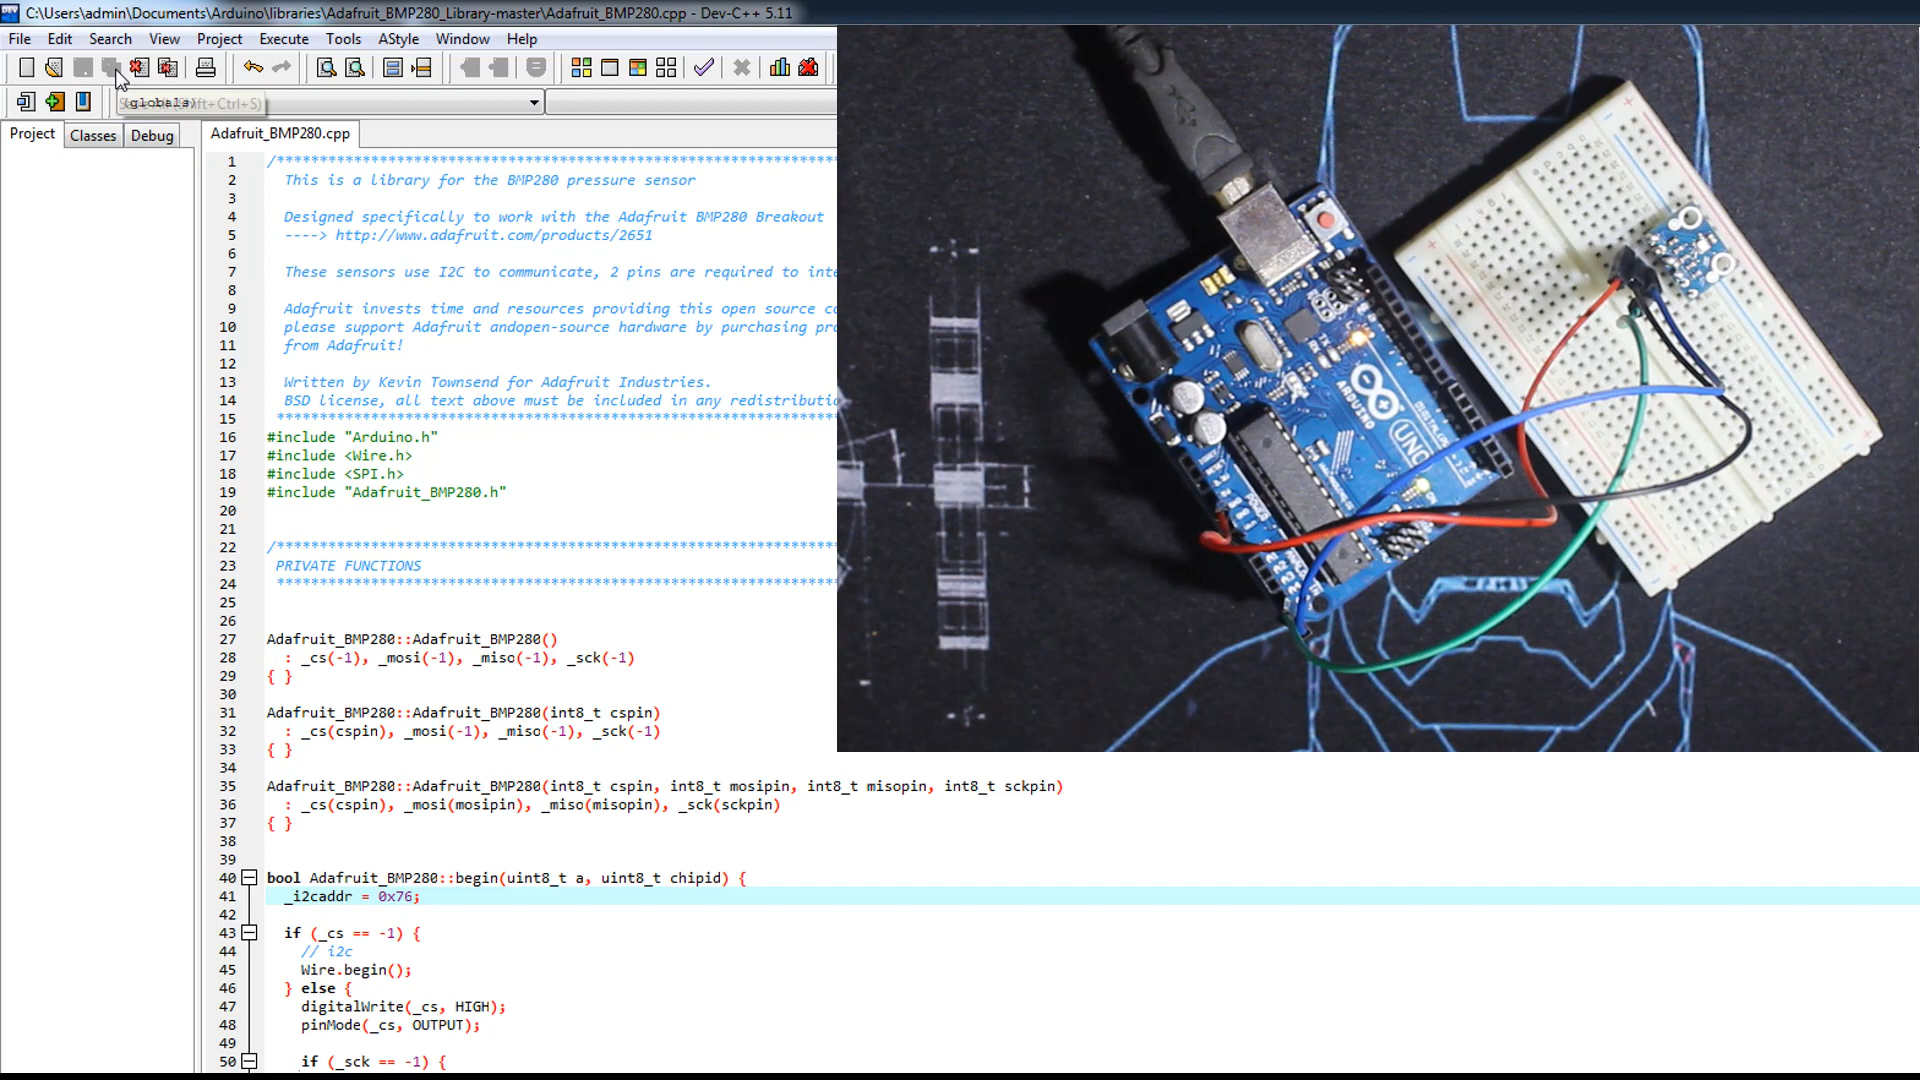 C:\Users\admin\Documents\Arduino\libraries\Adafruit_BMP280_Library-master\Adafruit_BMP280.cpp - Dev-C++ 5.11
File Edit Search View Project Execute Tools AStyle Window Help
(globals)
Project Classes Debug Adafruit_BMP280.cpp
1 /******************************************************************
2 This is a library for the BMP280 pressure sensor
3
4 Designed specifically to work with the Adafruit BMP280 Breakout
5 ----> http://www.adafruit.com/products/2651
6
7 These sensors use I2C to communicate, 2 pins are required to inte
8
9 Adafruit invests time and resources providing this open source co
10 please support Adafruit andopen-source hardware by purchasing pro
11 from Adafruit!
12
13 Written by Kevin Townsend for Adafruit Industries.
14 BSD license, all text above must be included in any redistributio
15 ******************************************************************
16 #include "Arduino.h"
17 #include <Wire.h>
18 #include <SPI.h>
19 #include "Adafruit_BMP280.h"
20
21
22 /******************************************************************
23 PRIVATE FUNCTIONS
24 ******************************************************************
25
26
27 Adafruit_BMP280::Adafruit_BMP280()
28 : _cs(-1), _mosi(-1), _miso(-1), _sck(-1)
29 { }
30
31 Adafruit_BMP280::Adafruit_BMP280(int8_t cspin)
32 : _cs(cspin), _mosi(-1), _miso(-1), _sck(-1)
33 { }
34
35 Adafruit_BMP280::Adafruit_BMP280(int8_t cspin, int8_t mosipin, int8_t misopin, int8_t sckpin)
36 : _cs(cspin), _mosi(mosipin), _miso(misopin), _sck(sckpin)
37 { }
38
39
40 bool Adafruit_BMP280::begin(uint8_t a, uint8_t chipid) {
41 _i2caddr = 0x76;
42
43 if (_cs == -1) {
44 // i2c
45 Wire.begin();
46 } else {
47 digitalWrite(_cs, HIGH);
48 pinMode(_cs, OUTPUT);
49
50 if (_sck == -1) {
ARDUINO
UNO